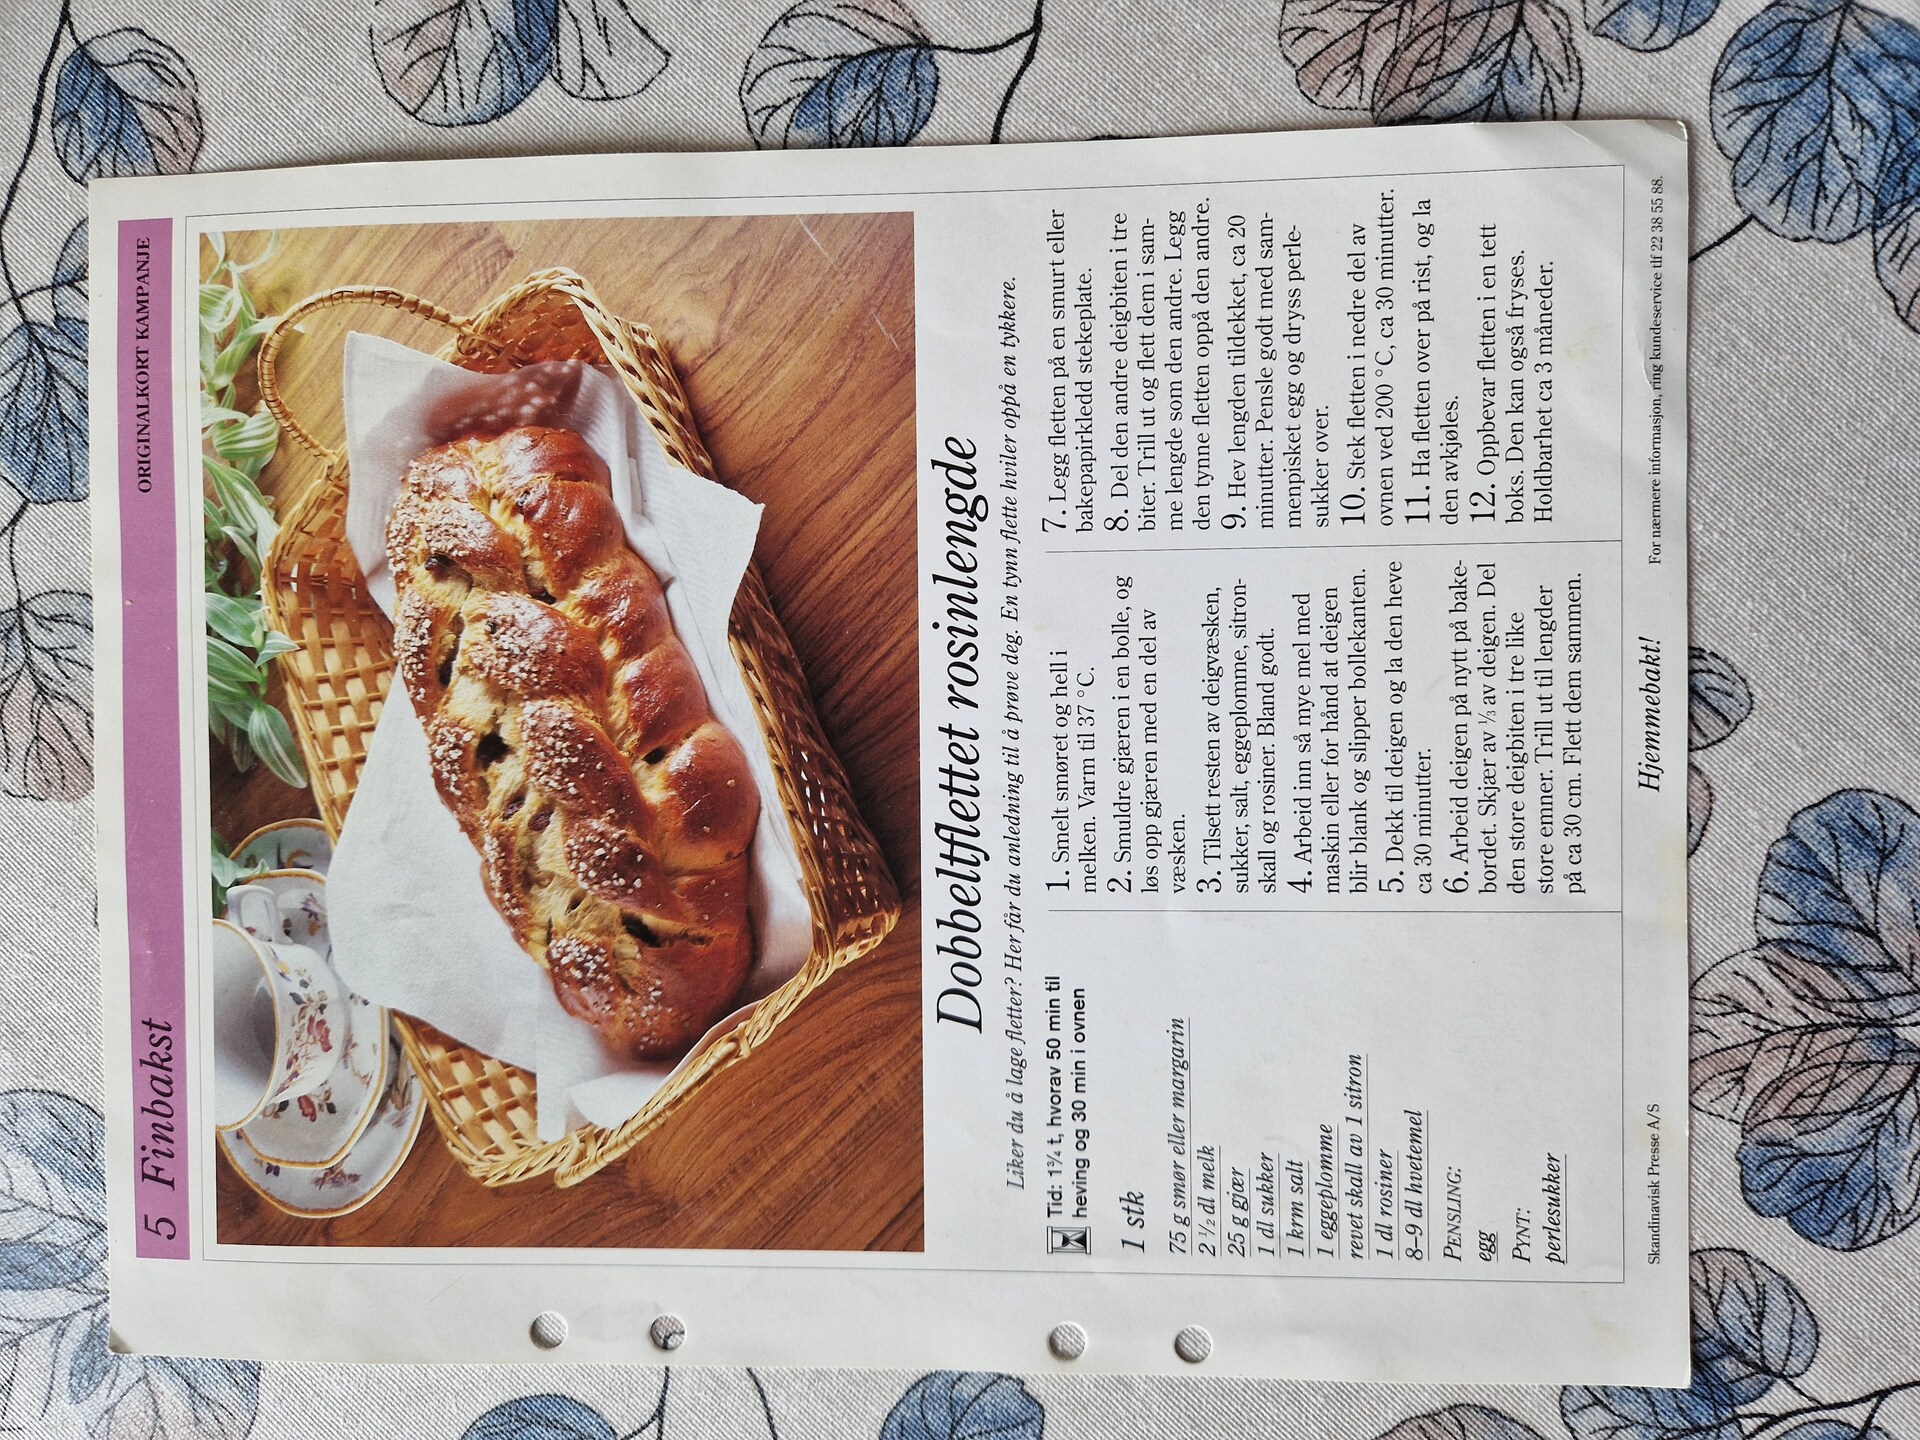 5 Finbakst
ORIGINALKORT KAMPANJE
Dobbeltflettet rosinlengde
Liker du å lage fletter? Her får du anledning til å prøve deg. En tynn flette hviler oppå en tykkere.
Tid: 1¾ t, hvorav 50 min til
heving og 30 min i ovnen
1 stk
75 g smør eller margarin
2 ½ dl melk
25 g gjær
1 dl sukker
1 krm salt
1 eggeplomme
revet skall av 1 sitron
1 dl rosiner
8–9 dl hvetemel
PENSLING:
egg
PYNT:
perlesukker
1. Smelt smøret og hell i
melken. Varm til 37 °C.
2. Smuldre gjæren i en bolle, og
løs opp gjæren med en del av
væsken.
3. Tilsett resten av deigvæsken,
sukker, salt, eggeplomme, sitron-
skall og rosiner. Bland godt.
4. Arbeid inn så mye mel med
maskin eller for hånd at deigen
blir blank og slipper bollekanten.
5. Dekk til deigen og la den heve
ca 30 minutter.
6. Arbeid deigen på nytt på bake-
bordet. Skjær av ⅓ av deigen. Del
den store deigbiten i tre like
store emner. Trill ut til lengder
på ca 30 cm. Flett dem sammen.
7. Legg fletten på en smurt eller
bakepapirkledd stekeplate.
8. Del den andre deigbiten i tre
biter. Trill ut og flett dem i sam-
me lengde som den andre. Legg
den tynne fletten oppå den andre.
9. Hev lengden tildekket, ca 20
minutter. Pensle godt med sam-
menpisket egg og dryss perle-
sukker over.
10. Stek fletten i nedre del av
ovnen ved 200 °C, ca 30 minutter.
11. Ha fletten over på rist, og la
den avkjøles.
12. Oppbevar fletten i en tett
boks. Den kan også fryses.
Holdbarhet ca 3 måneder.
Skandinavisk Presse A/S
Hjemmebakt!
For nærmere informasjon, ring kundeservice tlf 22 38 55 88.